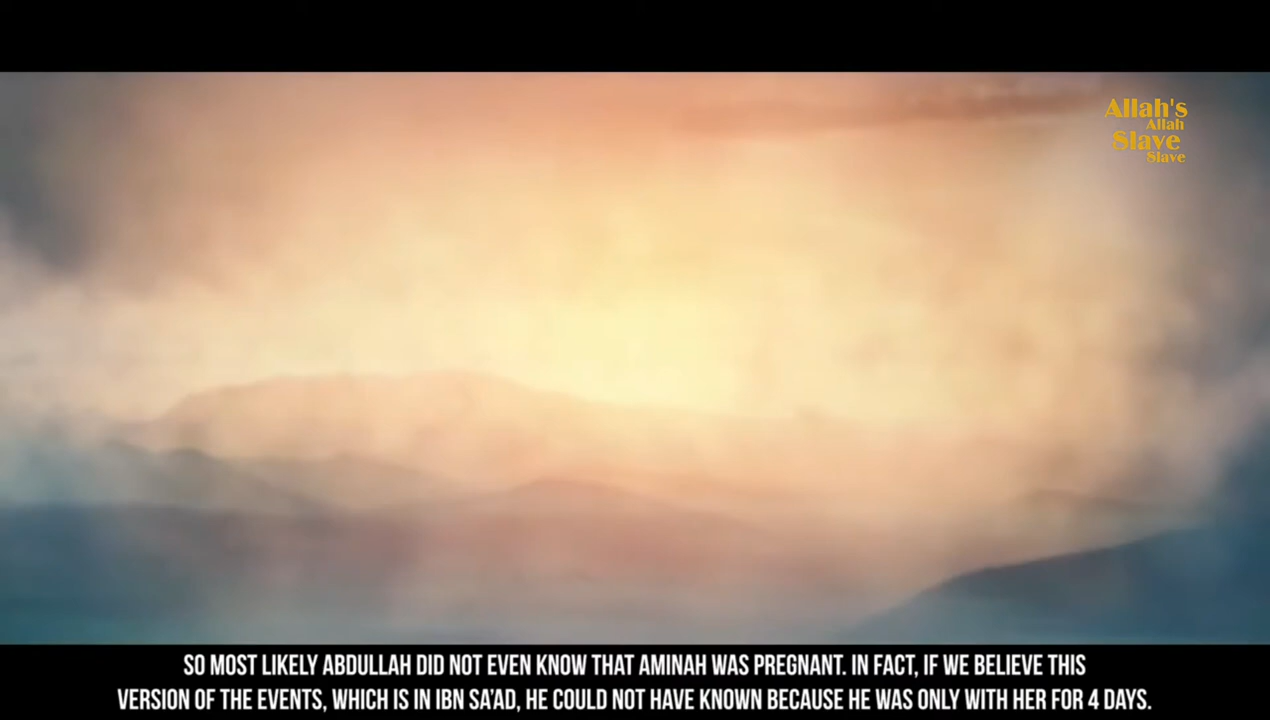 Allah's
Allah
Slave
Slave
SO MOST LIKELY ABDULLAH DID NOT EVEN KNOW THAT AMINAH WAS PREGNANT. IN FACT, IF WE BELIEVE THIS
VERSION OF THE EVENTS, WHICH IS IN IBN SA'AD, HE COULD NOT HAVE KNOWN BECAUSE HE WAS ONLY WITH HER FOR 4 DAYS.